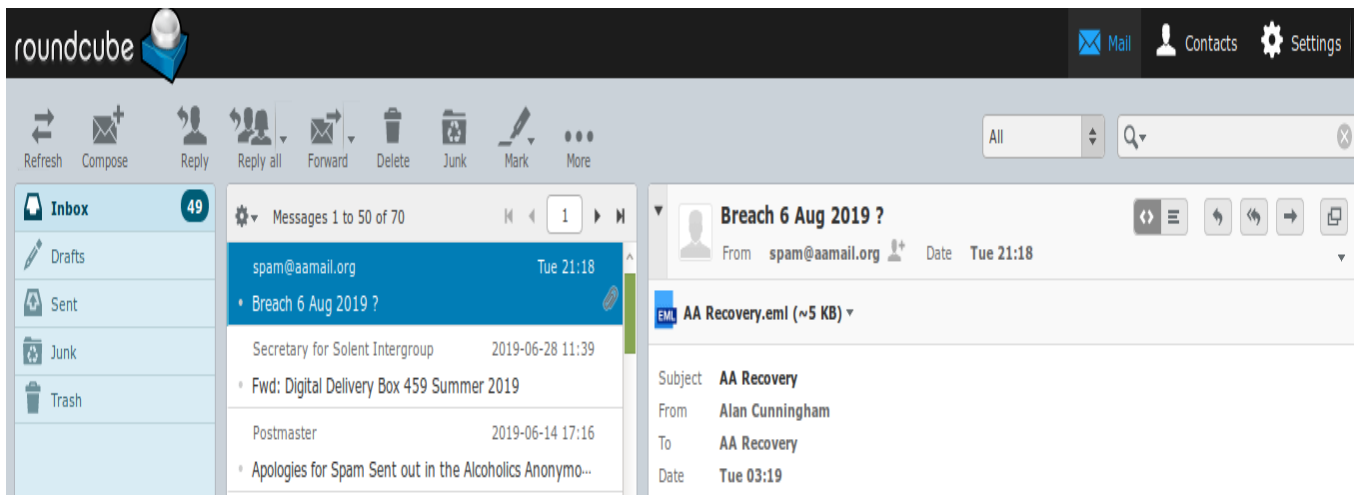 roundcube
Mail Contacts Settings
Refresh Compose Reply Reply all Forward Delete Junk Mark More
All
Inbox 49
Drafts
Sent
Junk
Trash
Messages 1 to 50 of 70 1
spam@aamail.org Tue 21:18
Breach 6 Aug 2019 ?
Secretary for Solent Intergroup 2019-06-28 11:39
Fwd: Digital Delivery Box 459 Summer 2019
Postmaster 2019-06-14 17:16
Apologies for Spam Sent out in the Alcoholics Anonymo···
Breach 6 Aug 2019 ?
From spam@aamail.org Date Tue 21:18
EML AA Recovery.eml (~5 KB)
Subject AA Recovery
From Alan Cunningham
To AA Recovery
Date Tue 03:19